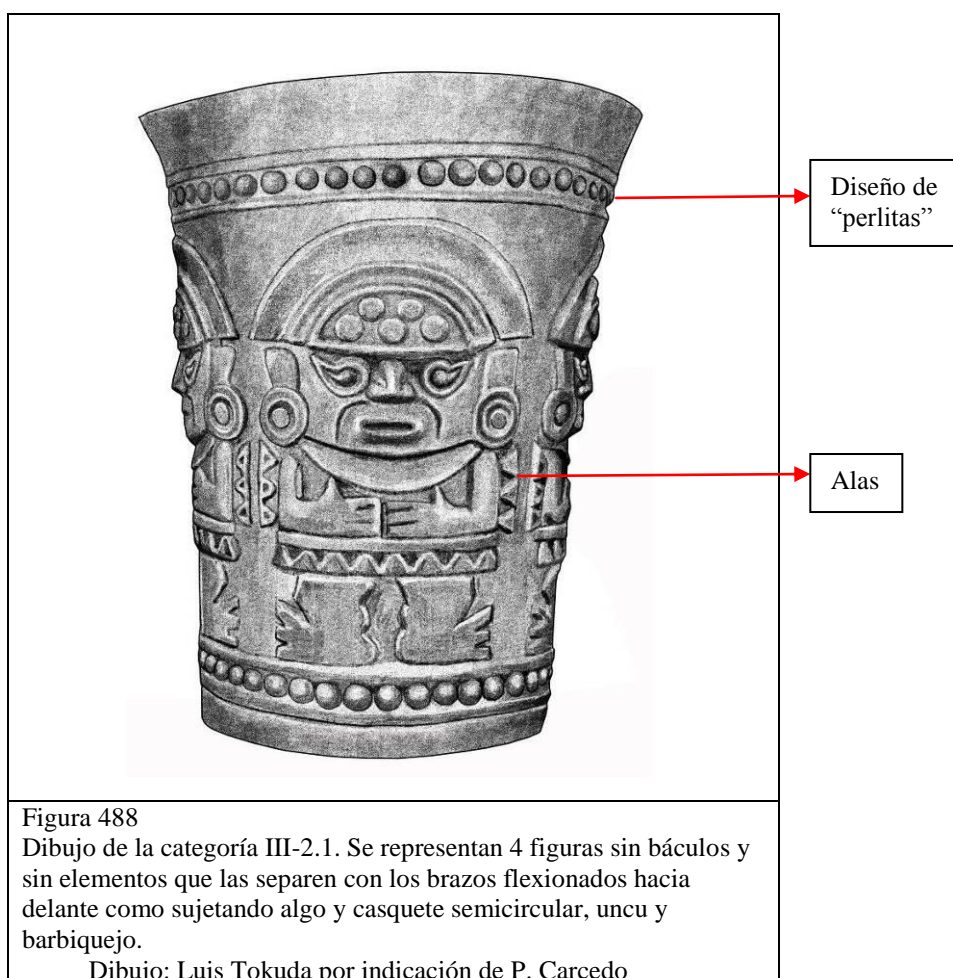 Diseño de
“perlitas”
Alas
Figura 488
Dibujo de la categoría III-2.1. Se representan 4 figuras sin báculos y
sin elementos que las separen con los brazos flexionados hacia
delante como sujetando algo y casquete semicircular, uncu y
barbiquejo.
Dibujo: Luis Tokuda por indicación de P. Carcedo